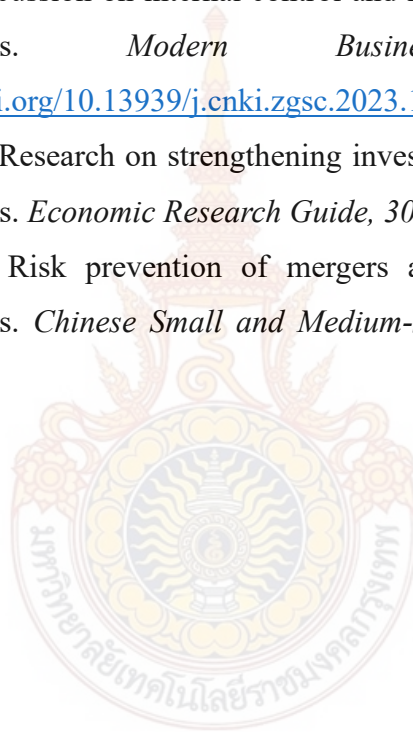 s. Modern Busine
i.org/10.13939/j.cnki.zgsc.2023.1
Research on strengthening inves
s. Economic Research Guide, 30
Risk prevention of mergers a
s. Chinese Small and Medium-
มหาวิทยาลัยเทคโนโลยีราชมงคลกรุงเทพ